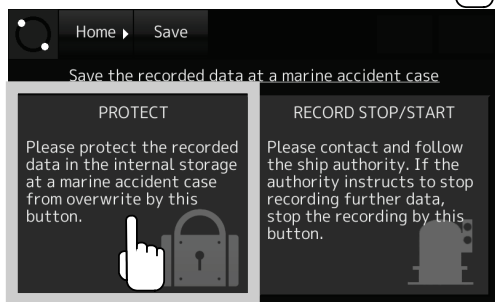 Home Save
Save the recorded data at a marine accident case
PROTECT
Please protect the recorded
data in the internal storage
at a marine accident case
from overwrite by this
button.
RECORD STOP/START
Please contact and follow
the ship authority. If the
authority instructs to stop
recording further data,
stop the recording by this
button.